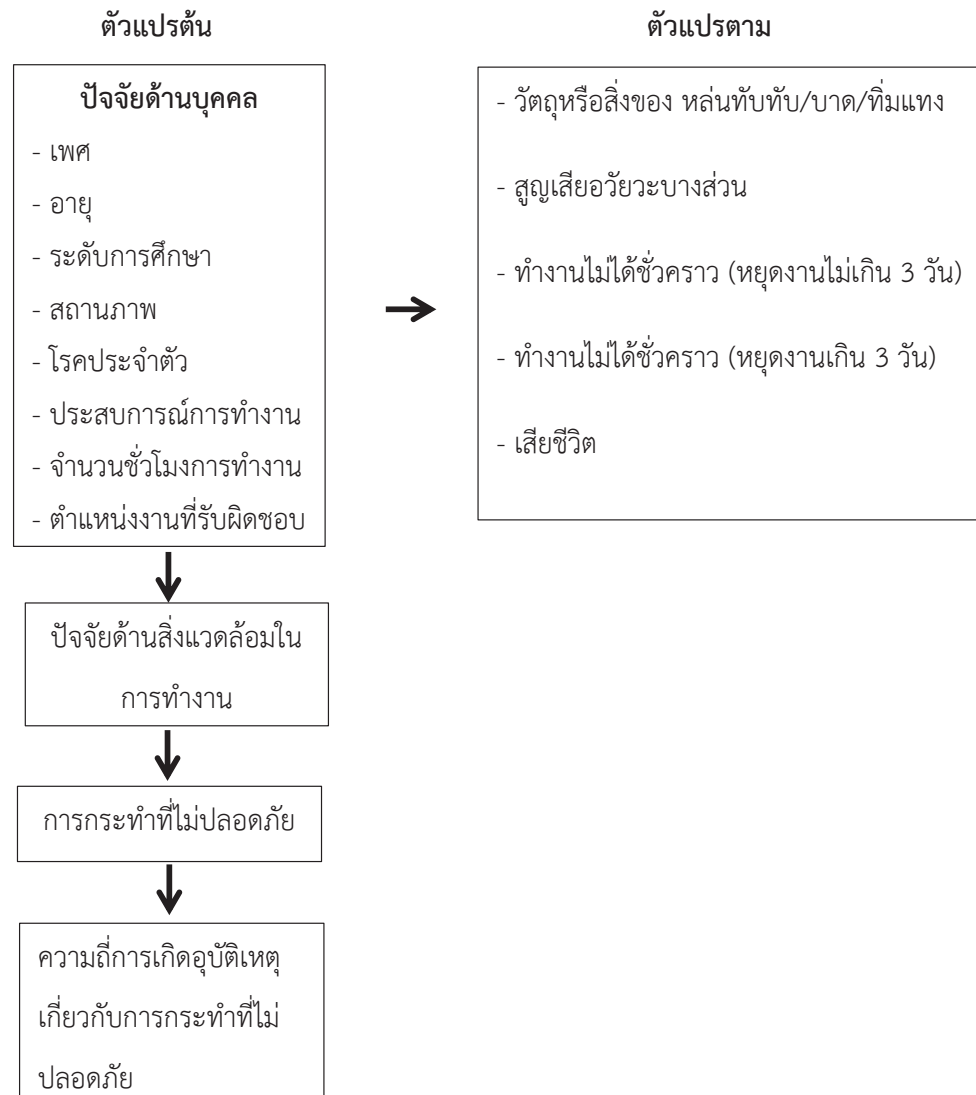 ตัวแปรต้น
ตัวแปรตาม
ปัจจัยด้านบุคคล
- เพศ
- อายุ
- ระดับการศึกษา
- สถานภาพ
- โรคประจำตัว
- ประสบการณ์การทำงาน
- จำนวนชั่วโมงการทำงาน
- ตำแหน่งงานที่รับผิดชอบ
- วัตถุหรือสิ่งของ หล่นทับทับ/บาด/ทิ่มแทง
- สูญเสียอวัยวะบางส่วน
- ทำงานไม่ได้ชั่วคราว (หยุดงานไม่เกิน 3 วัน)
- ทำงานไม่ได้ชั่วคราว (หยุดงานเกิน 3 วัน)
- เสียชีวิต
ปัจจัยด้านสิ่งแวดล้อมใน
การทำงาน
การกระทำที่ไม่ปลอดภัย
ความถี่การเกิดอุบัติเหตุ
เกี่ยวกับการกระทำที่ไม่
ปลอดภัย